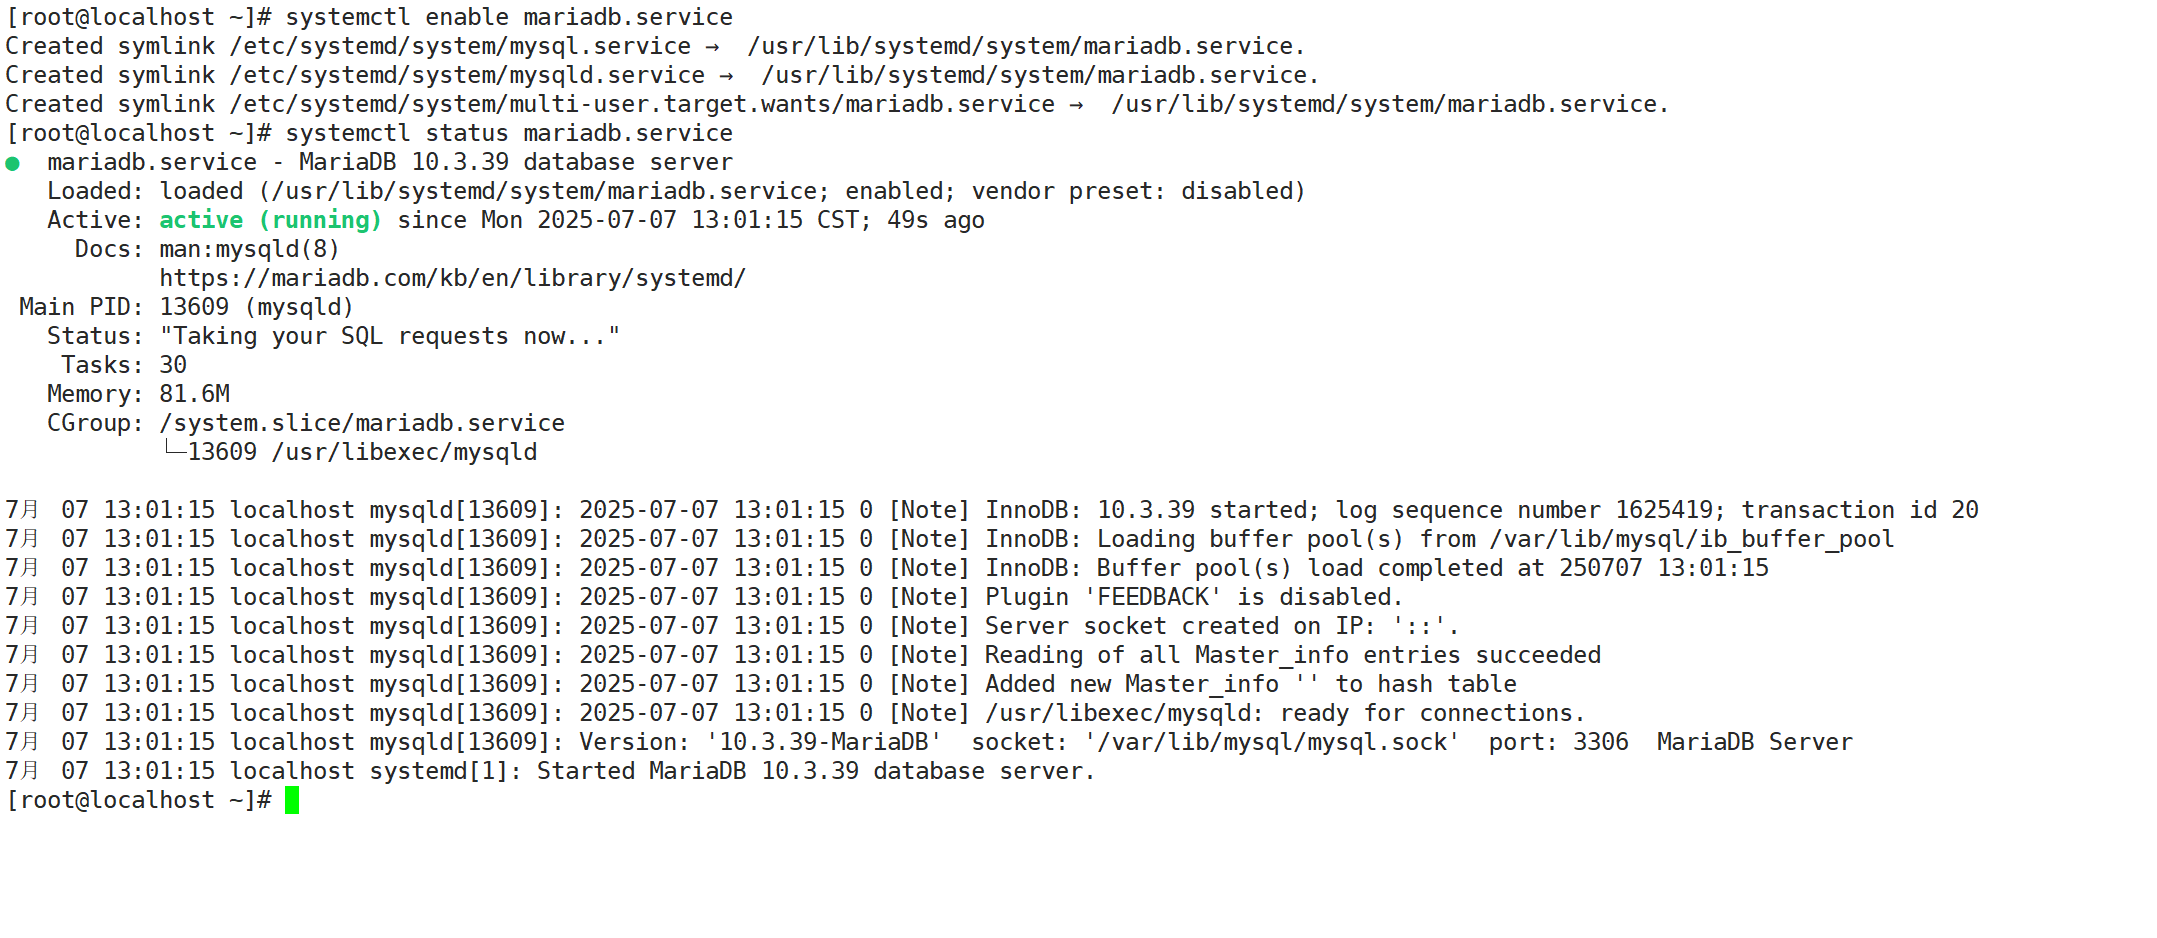 [root@localhost ~]# systemctl enable mariadb.service
Created symlink /etc/systemd/system/mysql.service → /usr/lib/systemd/system/mariadb.service.
Created symlink /etc/systemd/system/mysqld.service → /usr/lib/systemd/system/mariadb.service.
Created symlink /etc/systemd/system/multi-user.target.wants/mariadb.service → /usr/lib/systemd/system/mariadb.service.
[root@localhost ~]# systemctl status mariadb.service
● mariadb.service - MariaDB 10.3.39 database server
   Loaded: loaded (/usr/lib/systemd/system/mariadb.service; enabled; vendor preset: disabled)
   Active: active (running) since Mon 2025-07-07 13:01:15 CST; 49s ago
     Docs: man:mysqld(8)
           https://mariadb.com/kb/en/library/systemd/
 Main PID: 13609 (mysqld)
   Status: "Taking your SQL requests now..."
    Tasks: 30
   Memory: 81.6M
   CGroup: /system.slice/mariadb.service
           └─13609 /usr/libexec/mysqld
7月 07 13:01:15 localhost mysqld[13609]: 2025-07-07 13:01:15 0 [Note] InnoDB: 10.3.39 started; log sequence number 1625419; transaction id 20
7月 07 13:01:15 localhost mysqld[13609]: 2025-07-07 13:01:15 0 [Note] InnoDB: Loading buffer pool(s) from /var/lib/mysql/ib_buffer_pool
7月 07 13:01:15 localhost mysqld[13609]: 2025-07-07 13:01:15 0 [Note] InnoDB: Buffer pool(s) load completed at 250707 13:01:15
7月 07 13:01:15 localhost mysqld[13609]: 2025-07-07 13:01:15 0 [Note] Plugin 'FEEDBACK' is disabled.
7月 07 13:01:15 localhost mysqld[13609]: 2025-07-07 13:01:15 0 [Note] Server socket created on IP: '::'.
7月 07 13:01:15 localhost mysqld[13609]: 2025-07-07 13:01:15 0 [Note] Reading of all Master_info entries succeeded
7月 07 13:01:15 localhost mysqld[13609]: 2025-07-07 13:01:15 0 [Note] Added new Master_info '' to hash table
7月 07 13:01:15 localhost mysqld[13609]: 2025-07-07 13:01:15 0 [Note] /usr/libexec/mysqld: ready for connections.
7月 07 13:01:15 localhost mysqld[13609]: Version: '10.3.39-MariaDB'  socket: '/var/lib/mysql/mysql.sock'  port: 3306  MariaDB Server
7月 07 13:01:15 localhost systemd[1]: Started MariaDB 10.3.39 database server.
[root@localhost ~]#